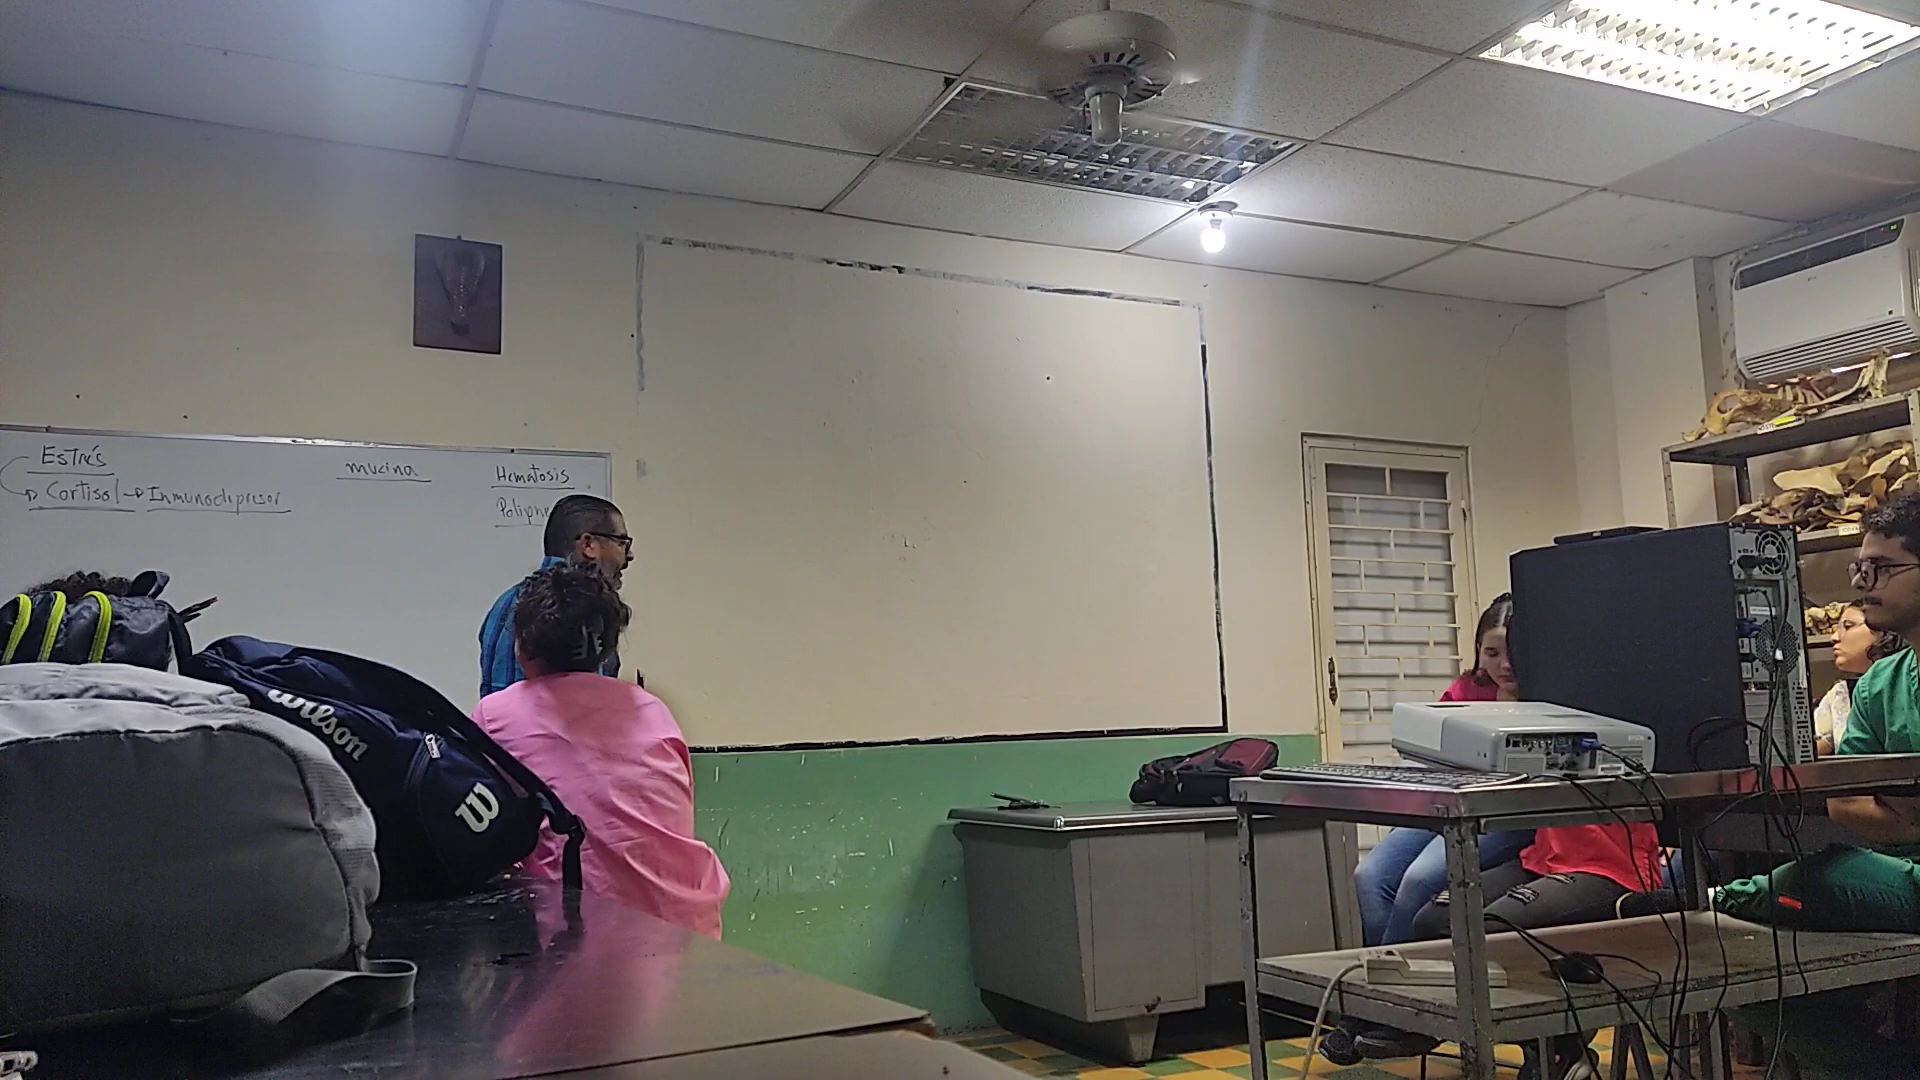 Estrés
Cortisol → Inmunodepresor
mucina
Hematosis
Wilson
W